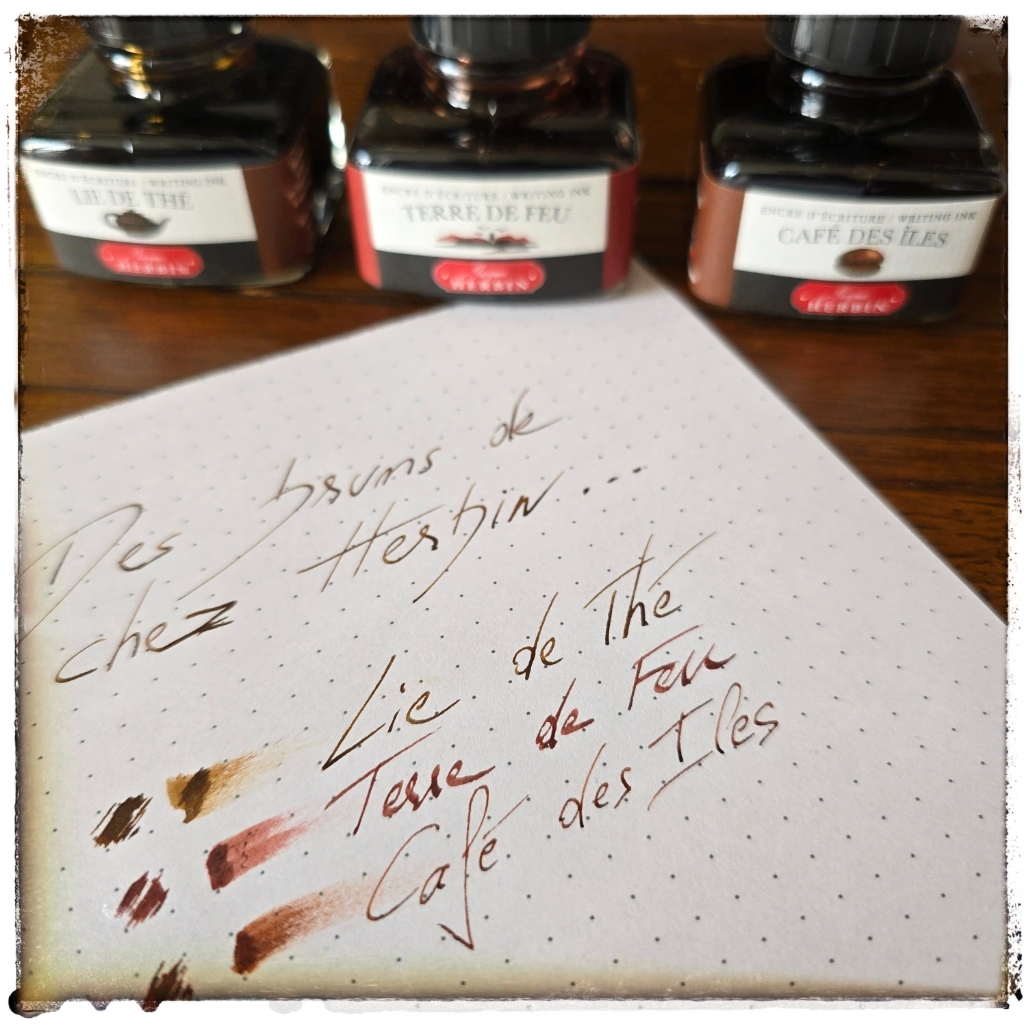 ENCRE D'ÉCRITURE / WRITING INK
LIE DE THÉ
HERBIN
ENCRE D'ÉCRITURE / WRITING INK
TERRE DE FEU
HERBIN
ENCRE D'ÉCRITURE / WRITING INK
CAFÉ DES ÎLES
HERBIN
Des bruns de
chez Herbin ...
Lie de Thé
Terre de Feu
Café des Iles